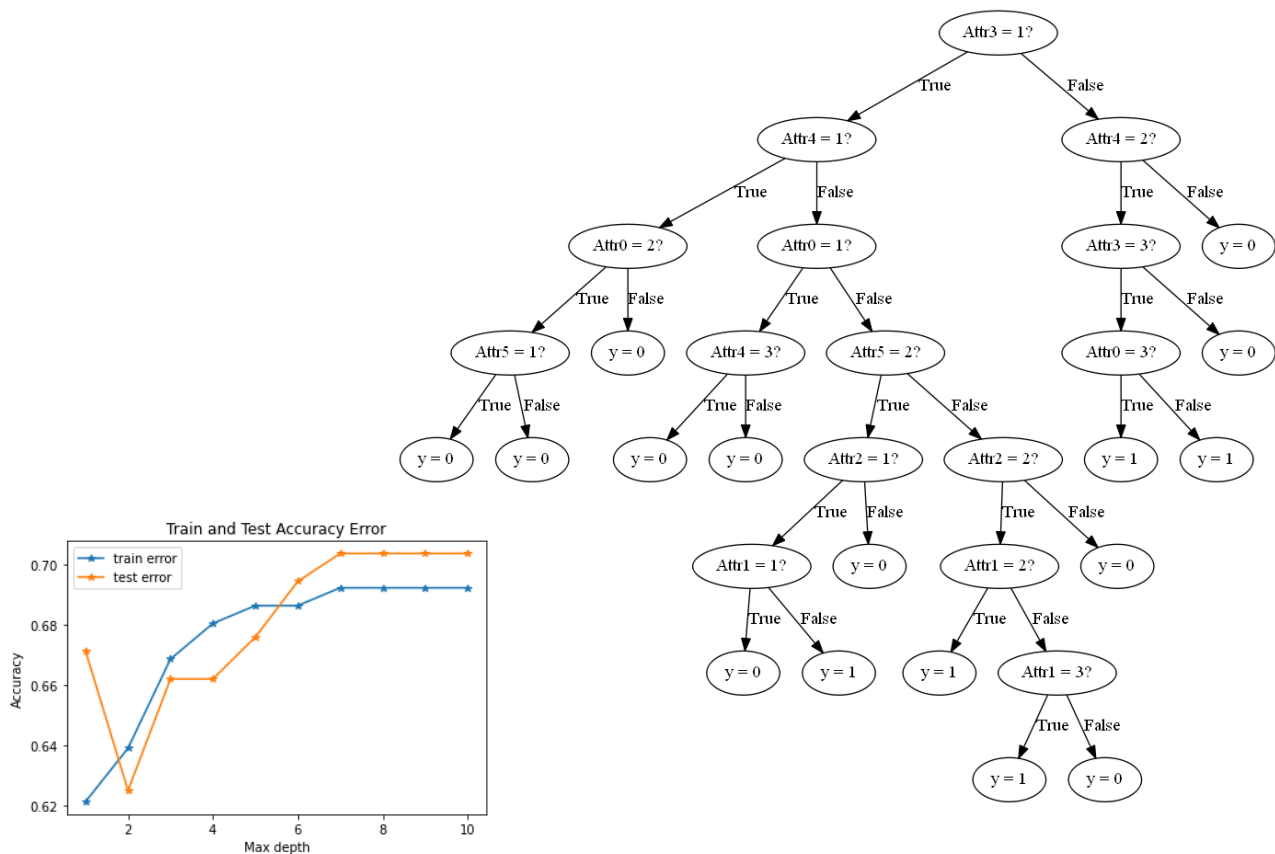 Attr3 = 1?
True
False
Attr4 = 1?
Attr4 = 2?
True
False
True
False
Attr0 = 2?
Attr0 = 1?
Attr3 = 3?
y = 0
True
False
True
False
True
False
Attr5 = 1?
y = 0
Attr4 = 3?
Attr5 = 2?
Attr0 = 3?
y = 0
True
False
True
False
True
False
True
False
y = 0
y = 0
y = 0
y = 0
Attr2 = 1?
Attr2 = 2?
y = 1
y = 1
True
False
True
False
Attr1 = 1?
y = 0
Attr1 = 2?
y = 0
True
False
True
False
y = 0
y = 1
y = 1
Attr1 = 3?
True
False
y = 1
y = 0
Train and Test Accuracy Error
train error
test error
Accuracy
0.70
0.68
0.66
0.64
0.62
2
4
6
8
10
Max depth